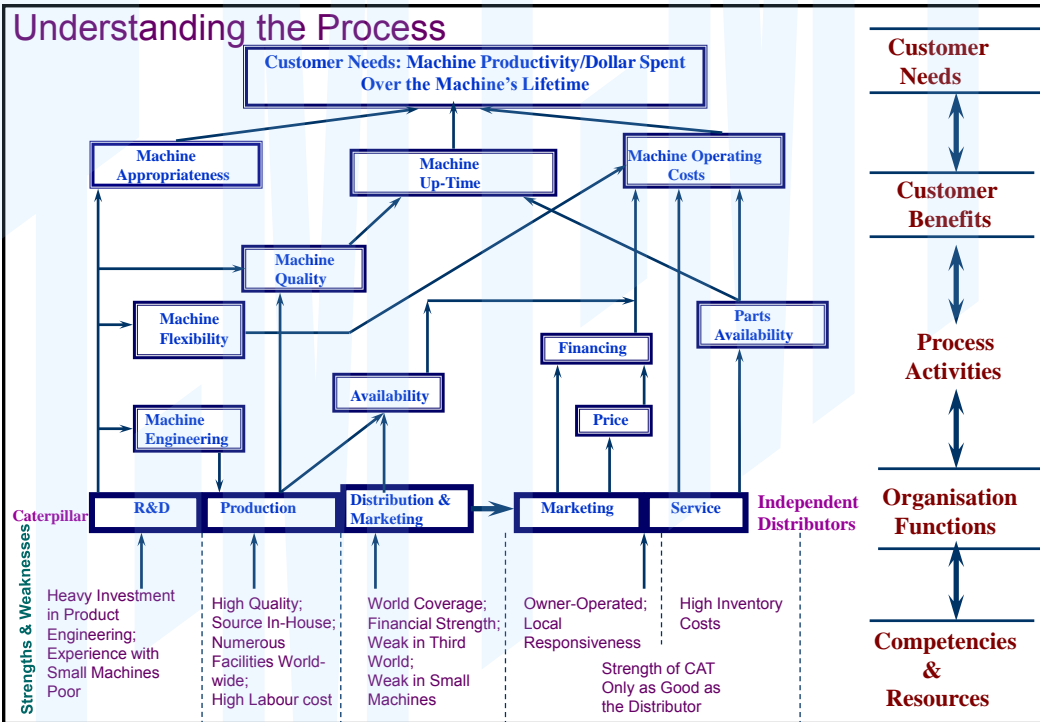 Understanding the Process
Customer Needs: Machine Productivity/Dollar Spent
Over the Machine's Lifetime
Machine
Appropriateness
Machine
Up-Time
Machine Operating
Costs
Machine
Quality
Machine
Flexibility
Parts
Availability
Financing
Availability
Price
Machine
Engineering
Caterpillar
R&D
Production
Distribution &
Marketing
Marketing
Service
Independent
Distributors
Strengths & Weaknesses
Heavy Investment
in Product
Engineering;
Experience with
Small Machines
Poor
High Quality;
Source In-House;
Numerous
Facilities World-
wide;
High Labour cost
World Coverage;
Financial Strength;
Weak in Third
World;
Weak in Small
Machines
Owner-Operated;
Local
Responsiveness
High Inventory
Costs
Strength of CAT
Only as Good as
the Distributor
Customer
Needs
Customer
Benefits
Process
Activities
Organisation
Functions
Competencies
&
Resources